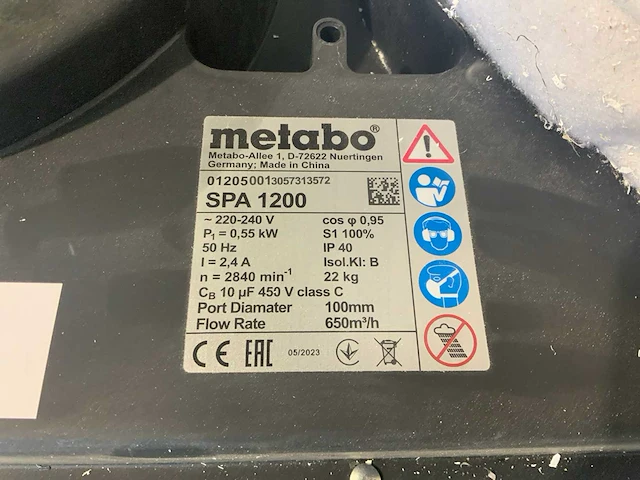 metabo®
Metabo-Allee 1, D-72622 Nuertingen
Germany; Made in China
012050013057313572
SPA 1200
~ 220-240 V cos φ 0,95
P1 = 0,55 kW S1 100%
50 Hz IP 40
I = 2,4 A Isol.Kl: B
n = 2840 min-1 22 kg
CB 10 µF 450 V class C
Port Diamater 100mm
Flow Rate 650m³/h
CE EAC 05/2023